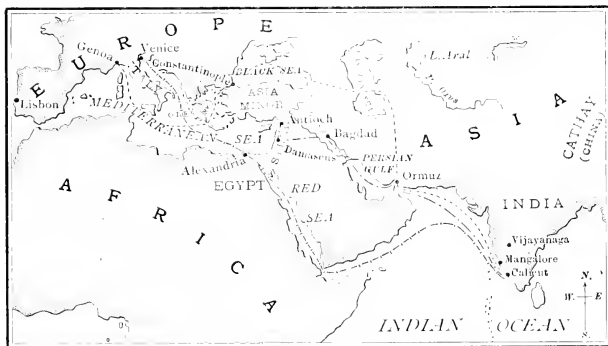 EUROPE
Genoa
Venice
Constantinople
BLACK SEA
L. Aral
ITALY
ASIA
MINOR
Lisbon
MEDITERRANEAN SEA
Antioch
Bagdad
ASIA
CATHAY
(CHINA)
Damascus
PERSIAN
GULF
Alexandria
EGYPT
RED
SEA
Ormuz
INDIA
AFRICA
Vijayanaga
Mangalore
Calicut
N.
W.
E
INDIAN OCEAN